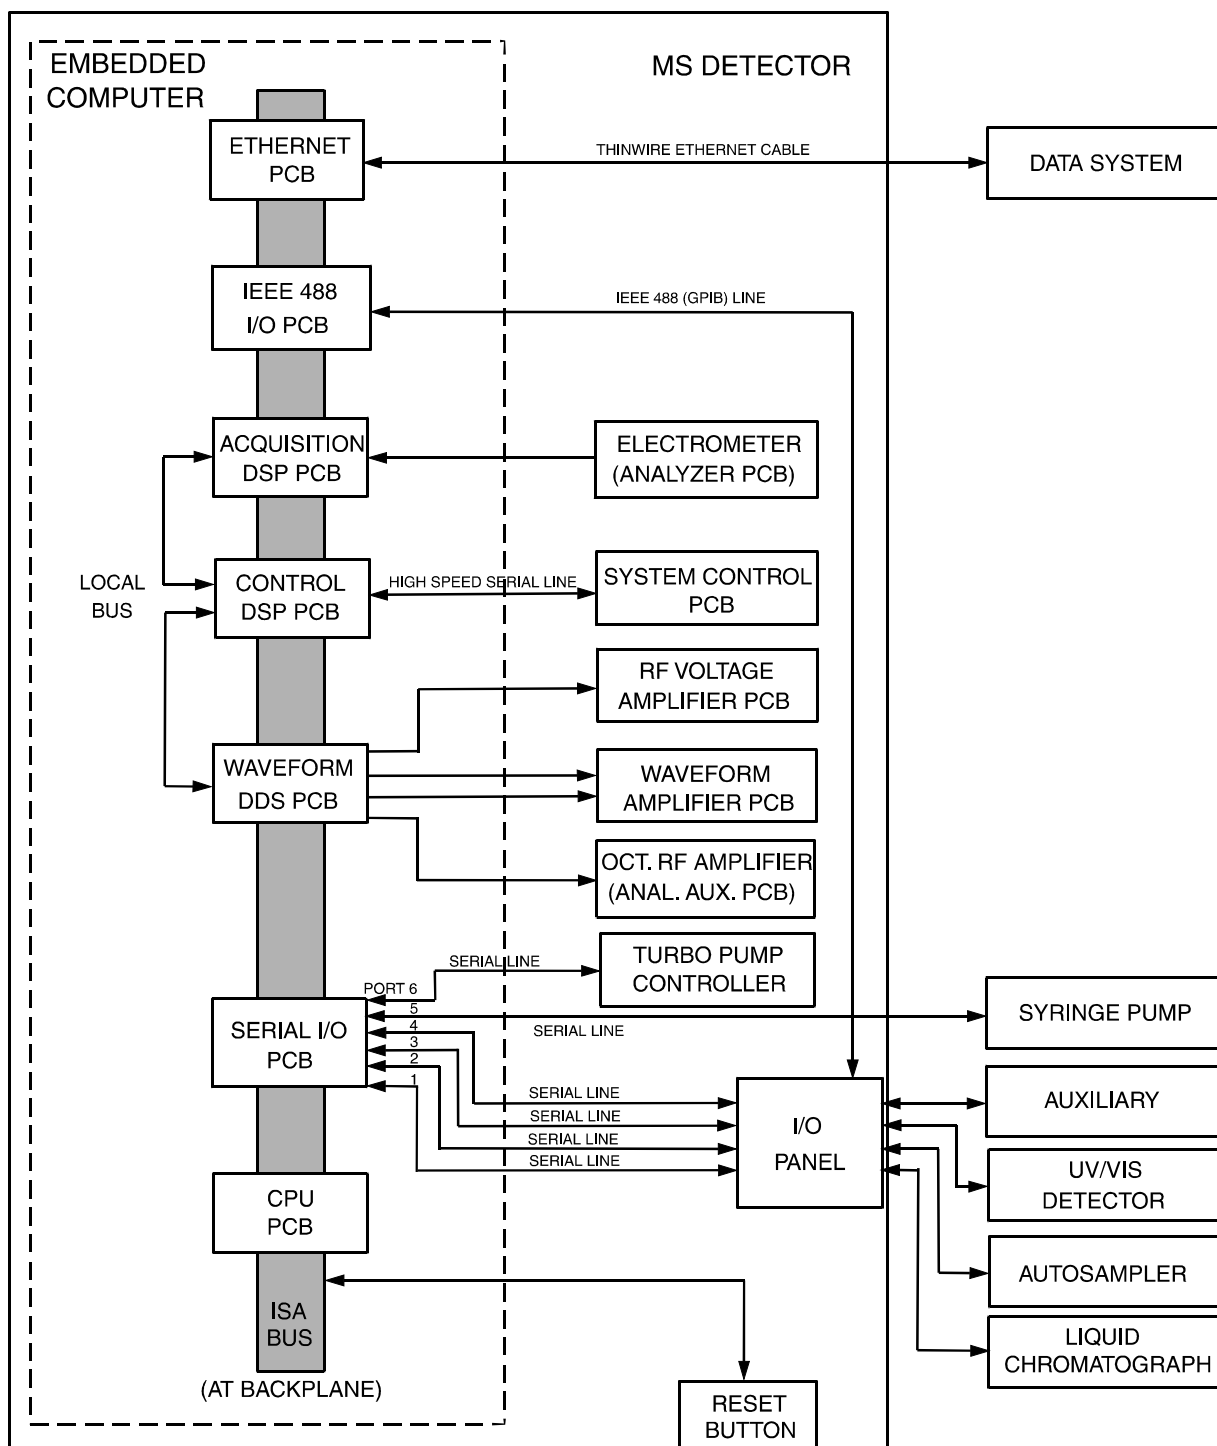 EMBEDDED
COMPUTER
MS DETECTOR
ETHERNET
PCB
THINWIRE ETHERNET CABLE
DATA SYSTEM
IEEE 488
I/O PCB
IEEE 488 (GPIB) LINE
ACQUISITION
DSP PCB
ELECTROMETER
(ANALYZER PCB)
LOCAL
BUS
CONTROL
DSP PCB
HIGH SPEED SERIAL LINE
SYSTEM CONTROL
PCB
RF VOLTAGE
AMPLIFIER PCB
WAVEFORM
DDS PCB
WAVEFORM
AMPLIFIER PCB
OCT. RF AMPLIFIER
(ANAL. AUX. PCB)
SERIAL LINE
TURBO PUMP
CONTROLLER
PORT 6
5
4
3
2
1
SERIAL I/O
PCB
SERIAL LINE
SYRINGE PUMP
SERIAL LINE
SERIAL LINE
SERIAL LINE
SERIAL LINE
I/O
PANEL
AUXILIARY
UV/VIS
DETECTOR
AUTOSAMPLER
LIQUID
CHROMATOGRAPH
CPU
PCB
ISA
BUS
(AT BACKPLANE)
RESET
BUTTON